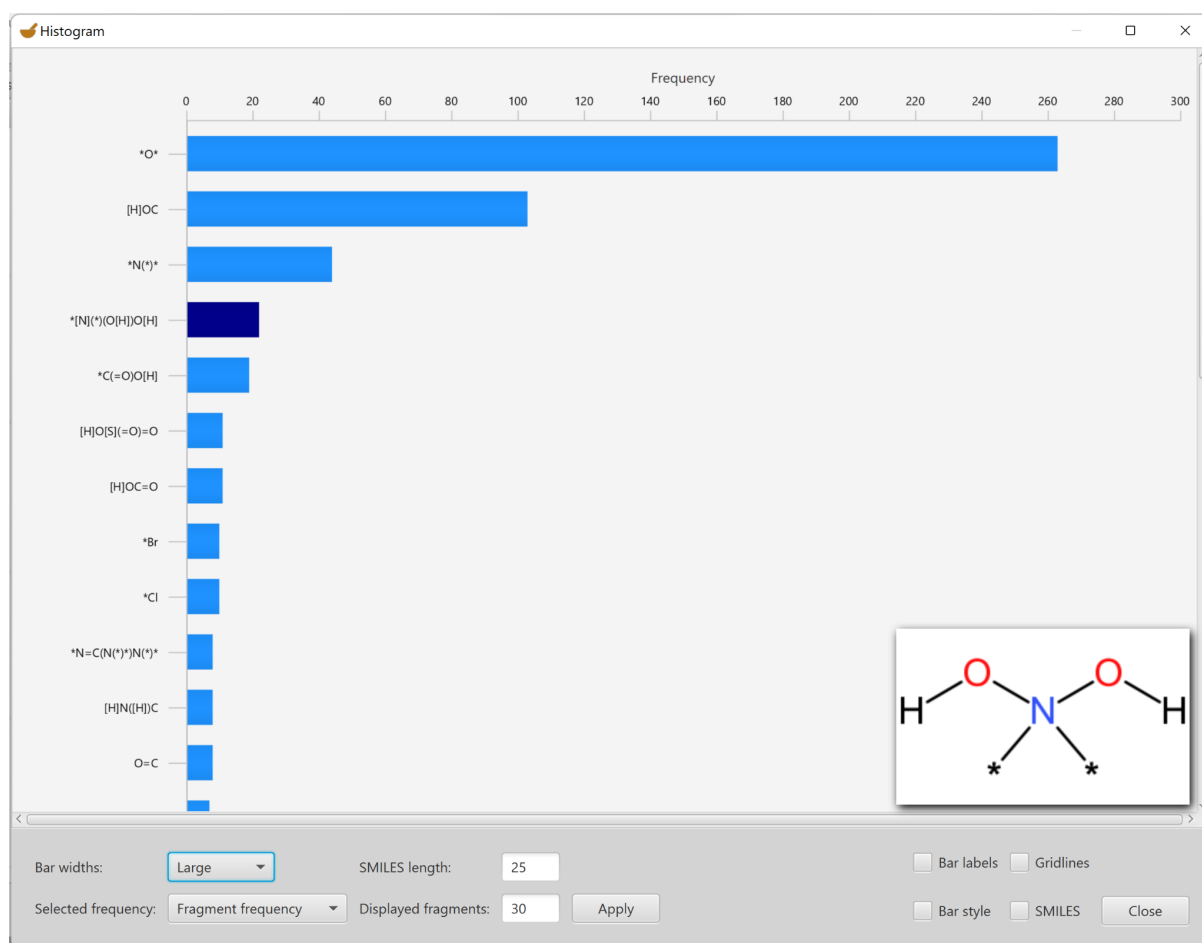 Histogram
Frequency
0 20 40 60 80 100 120 140 160 180 200 220 240 260 280 300
*O*
[H]OC
*N(*)*
*[N](*)(O[H])O[H]
*C(=O)O[H]
[H]O[S](=O)=O
[H]OC=O
*Br
*Cl
*N=C(N(*)*)N(*)*
[H]N([H])C
O=C
O O
H N H
* *
Bar widths: Large SMILES length: 25 Bar labels Gridlines
Selected frequency: Fragment frequency Displayed fragments: 30 Apply Bar style SMILES Close